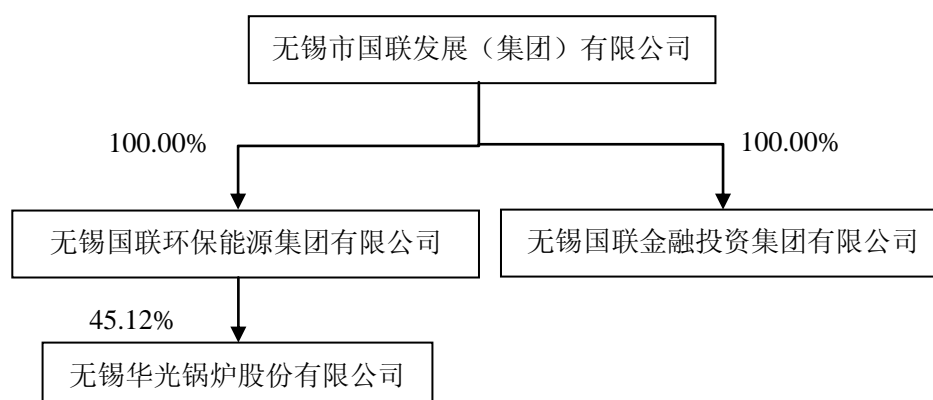 无锡市国联发展（集团）有限公司
100.00%
100.00%
无锡国联环保能源集团有限公司
无锡国联金融投资集团有限公司
45.12%
无锡华光锅炉股份有限公司